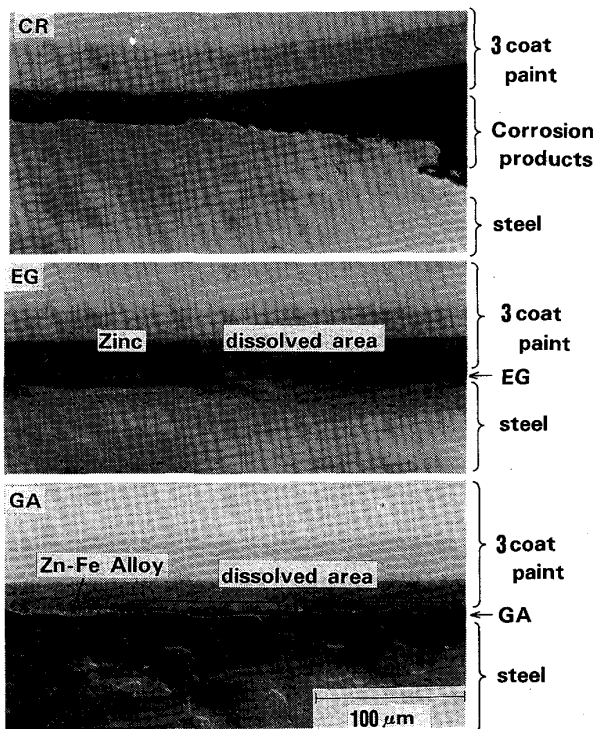 CR
3 coat
paint
Corrosion
products
steel
EG
Zinc
dissolved area
3 coat
paint
EG
steel
GA
Zn-Fe Alloy
dissolved area
3 coat
paint
GA
steel
100 μm